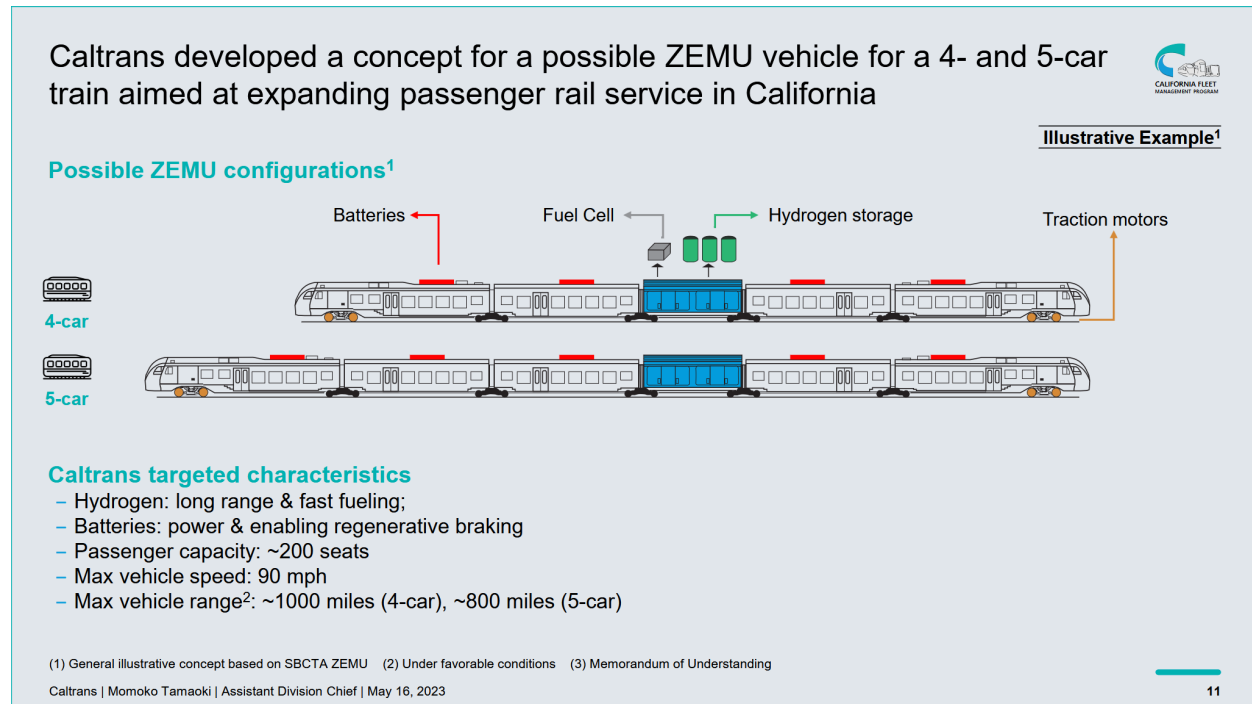 Caltrans developed a concept for a possible ZEMU vehicle for a 4- and 5-car
train aimed at expanding passenger rail service in California
CALIFORNIA FLEET
MANAGEMENT PROGRAM
Illustrative Example¹
Possible ZEMU configurations¹
Batteries
Fuel Cell
Hydrogen storage
Traction motors
4-car
5-car
Caltrans targeted characteristics
– Hydrogen: long range & fast fueling;
– Batteries: power & enabling regenerative braking
– Passenger capacity: ~200 seats
– Max vehicle speed: 90 mph
– Max vehicle range²: ~1000 miles (4-car), ~800 miles (5-car)
(1) General illustrative concept based on SBCTA ZEMU (2) Under favorable conditions (3) Memorandum of Understanding
Caltrans | Momoko Tamaoki | Assistant Division Chief | May 16, 2023
11